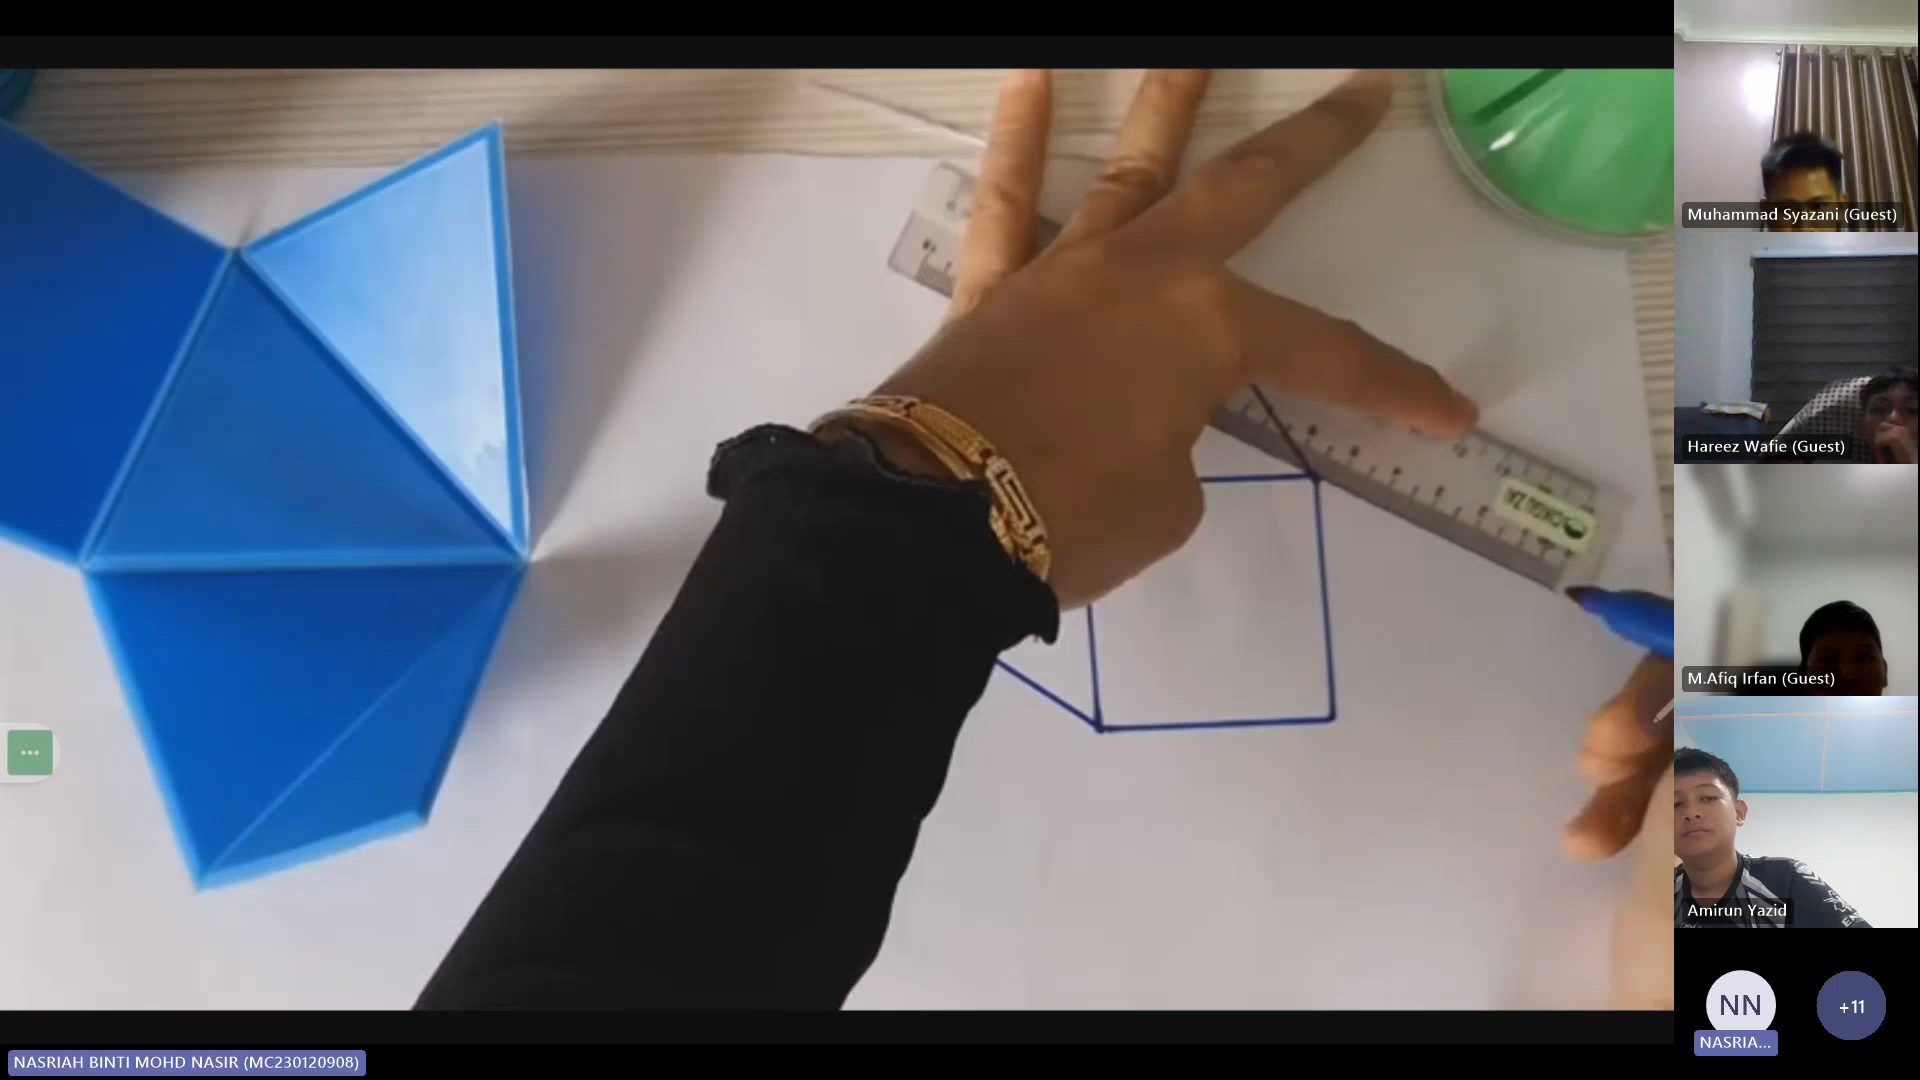 Muhammad Syazani (Guest)
Hareez Wafie (Guest)
M.Afiq Irfan (Guest)
Amirun Yazid
NN
+11
NASRIA...
NASRIAH BINTI MOHD NASIR (MC230120908)